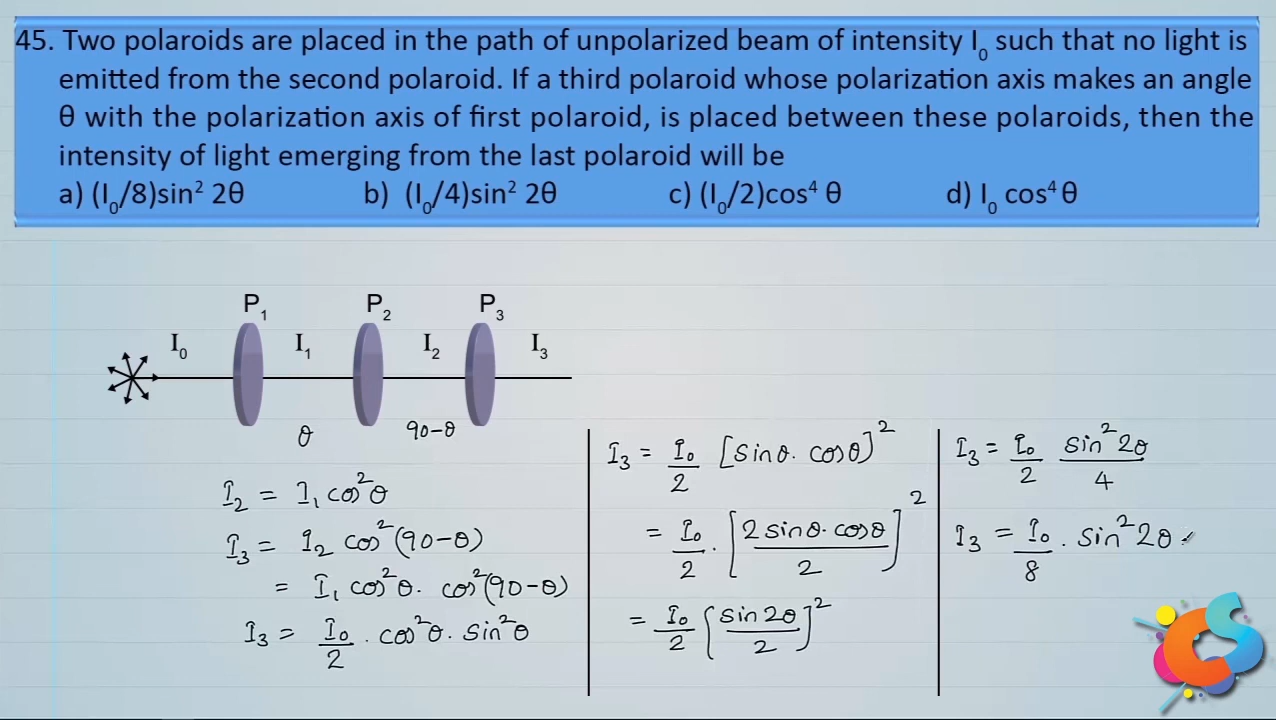 45. Two polaroids are placed in the path of unpolarized beam of intensity I₀ such that no light is
emitted from the second polaroid. If a third polaroid whose polarization axis makes an angle
θ with the polarization axis of first polaroid, is placed between these polaroids, then the
intensity of light emerging from the last polaroid will be
a) (I₀/8)sin² 2θ b) (I₀/4)sin² 2θ c) (I₀/2)cos⁴ θ d) I₀ cos⁴ θ
P₁ P₂ P₃
I₀ I₁ I₂ I₃
θ 90-θ
I₂ = I₁ cos²θ
I₃ = I₂ cos²(90-θ)
= I₁ cos²θ. cos²(90-θ)
I₃ = I₀/2 . cos²θ. sin²θ
I₃ = I₀/2 [sinθ. cosθ]²
= I₀/2 . [2 sinθ. cosθ/2]²
= I₀/2 [sin 2θ/2]²
I₃ = I₀/2 sin²2θ/4
I₃ = I₀/8 . sin²2θ
CS